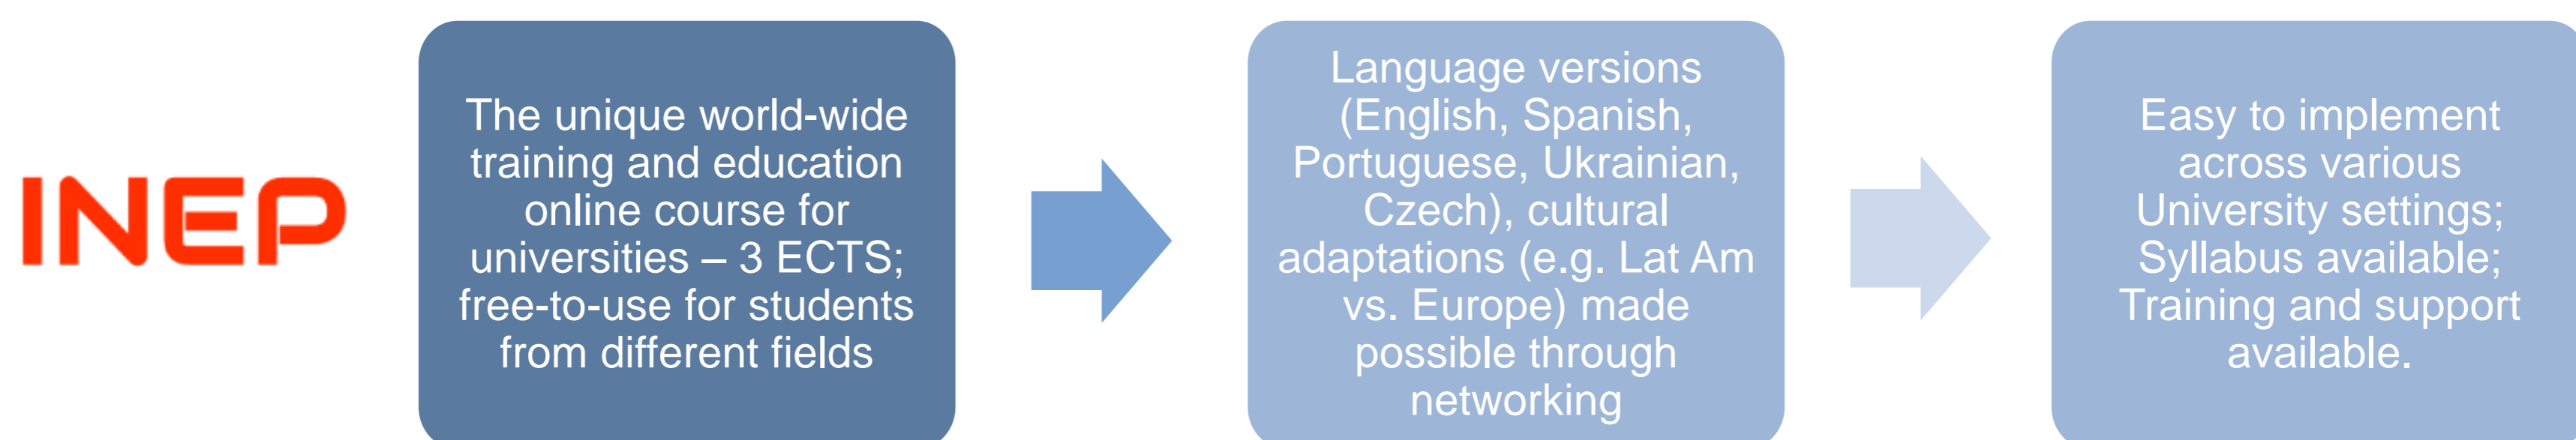 INEP
The unique world-wide
training and education
online course for
universities – 3 ECTS;
free-to-use for students
from different fields
Language versions
(English, Spanish,
Portuguese, Ukrainian,
Czech), cultural
adaptations (e.g. Lat Am
vs. Europe) made
possible through
networking
Easy to implement
across various
University settings;
Syllabus available;
Training and support
available.